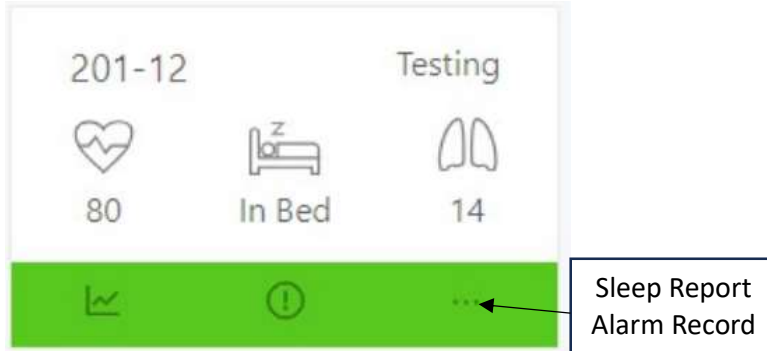 201-12 Testing
Z
80 In Bed 14
Sleep Report
Alarm Record